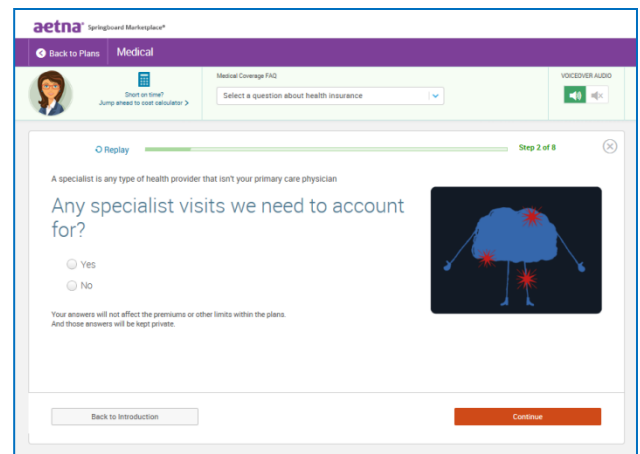 aetna Springboard Marketplace®
Back to Plans Medical
Short on time?
Jump ahead to cost calculator >
Medical Coverage FAQ
Select a question about health insurance
VOICEOVER AUDIO
Replay
Step 2 of 8
A specialist is any type of health provider that isn't your primary care physician
Any specialist visits we need to account
for?
Yes
No
Your answers will not affect the premiums or other limits within the plans.
And those answers will be kept private.
Back to Introduction
Continue